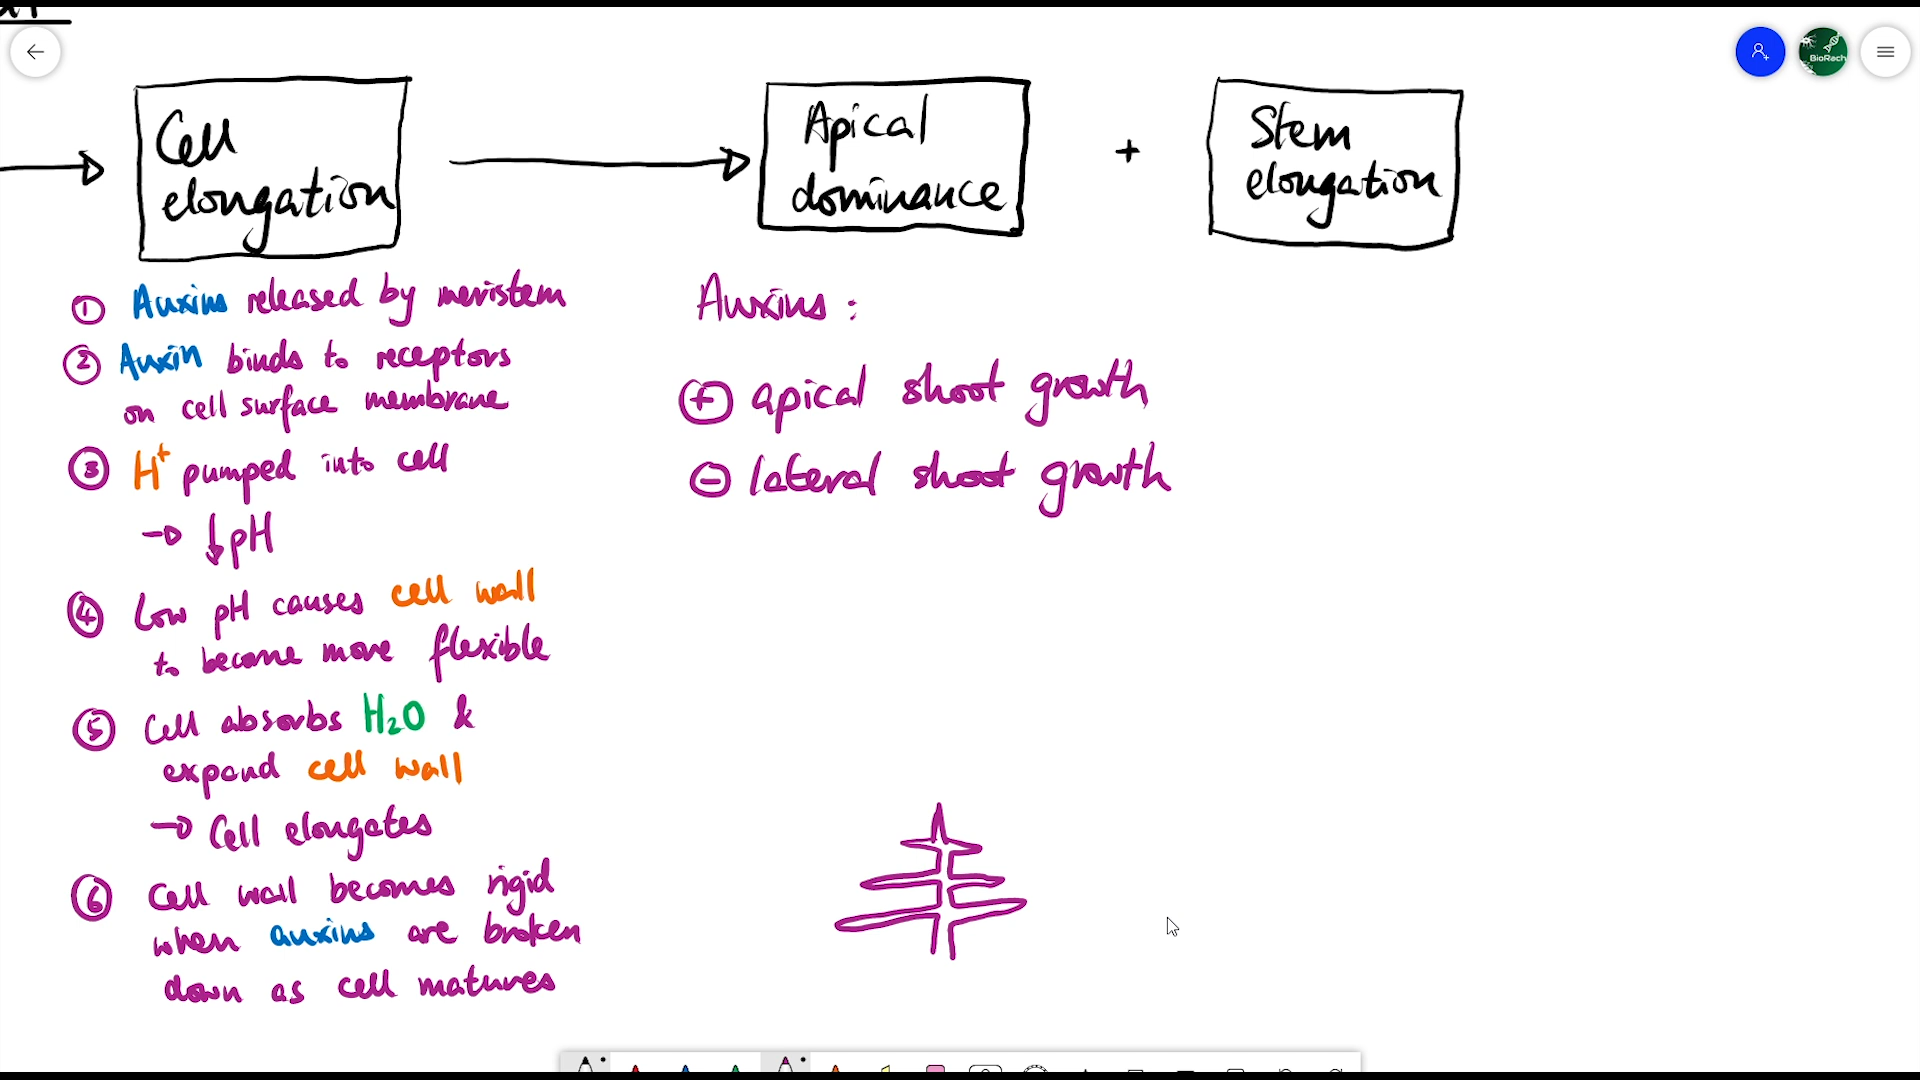 Cell
elongation
Apical
dominance
+
Stem
elongation
① Auxins released by meristem
② Auxin binds to receptors
on cell surface membrane
③ H⁺ pumped into cell
→ ↓pH
④ Low pH causes cell wall
to become more flexible
⑤ Cell absorbs H₂O &
expand cell wall
→ Cell elongates
⑥ Cell wall becomes rigid
when auxins are broken
down as cell matures
Auxins :
⊕ apical shoot growth
⊖ lateral shoot growth
BioRach